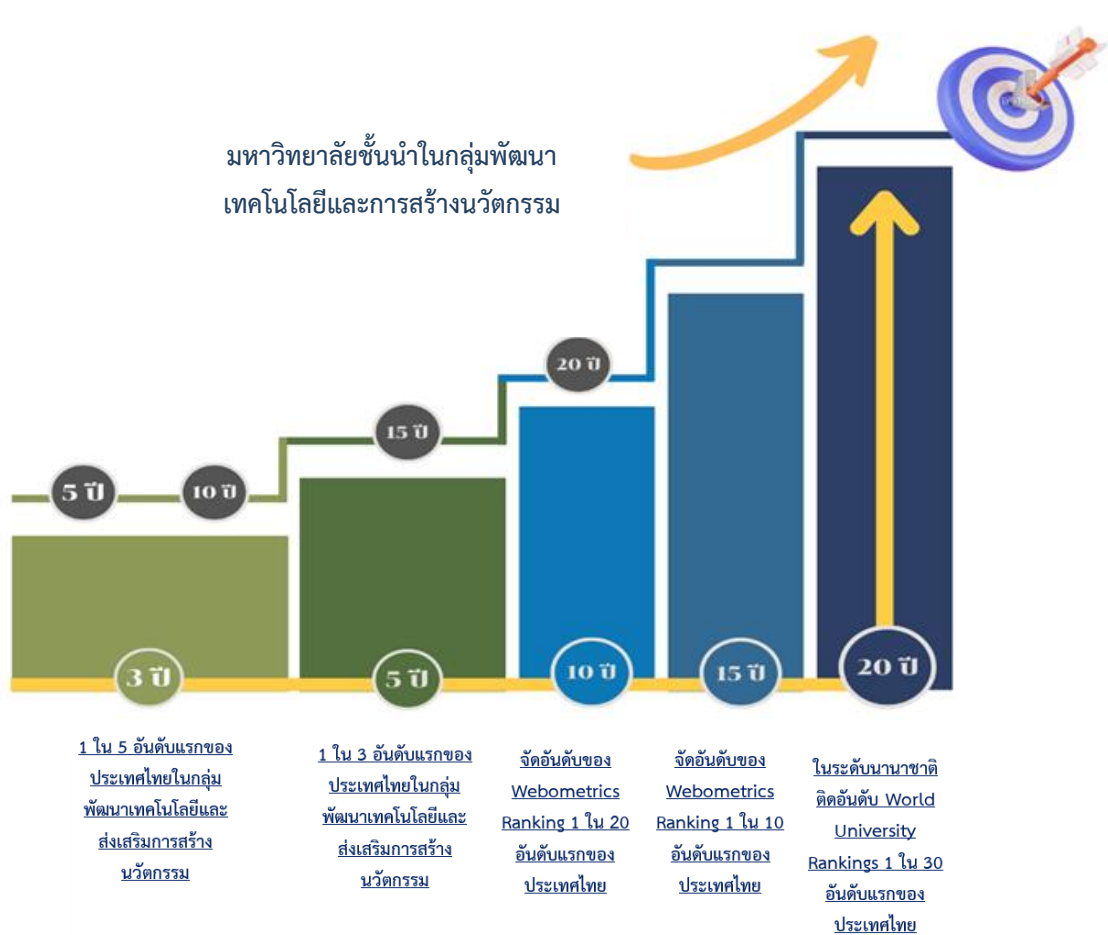 มหาวิทยาลัยชั้นนำในกลุ่มพัฒนา
เทคโนโลยีและการสร้างนวัตกรรม
20 ปี
15 ปี
5 ปี
10 ปี
3 ปี
5 ปี
10 ปี
15 ปี
20 ปี
1 ใน 5 อันดับแรกของ
ประเทศไทยในกลุ่ม
พัฒนาเทคโนโลยีและ
ส่งเสริมการสร้าง
นวัตกรรม
1 ใน 3 อันดับแรกของ
ประเทศไทยในกลุ่ม
พัฒนาเทคโนโลยีและ
ส่งเสริมการสร้าง
นวัตกรรม
จัดอันดับของ
Webometrics
Ranking 1 ใน 20
อันดับแรกของ
ประเทศไทย
จัดอันดับของ
Webometrics
Ranking 1 ใน 10
อันดับแรกของ
ประเทศไทย
ในระดับนานาชาติ
ติดอันดับ World
University
Rankings 1 ใน 30
อันดับแรกของ
ประเทศไทย